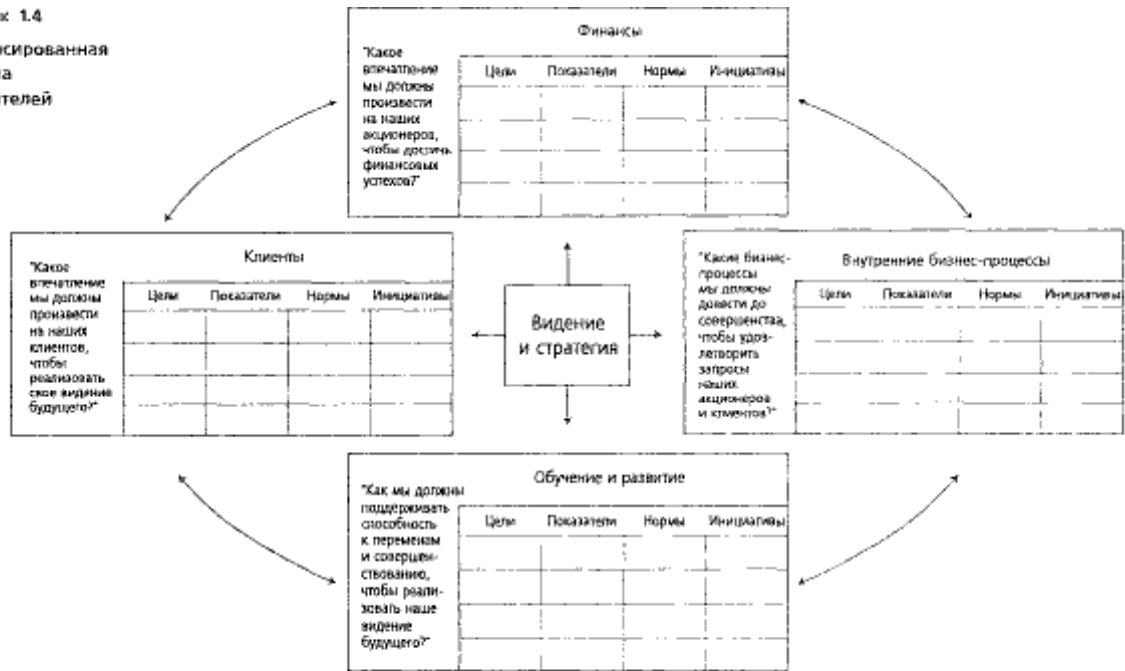 к 1.4
сированная
а
телей
Финансы
"Какое
впечатление
мы должны
произвести
на наших
акционеров,
чтобы достичь
финансовых
успехов?"
Цели Показатели Нормы Инициативы
Клиенты
"Какое
впечатление
мы должны
произвести
на наших
клиентов,
чтобы
реализовать
свое видение
будущего?"
Цели Показатели Нормы Инициативы
Видение
и стратегия
Внутренние бизнес-процессы
"Какие бизнес-
процессы
мы должны
довести до
совершенства,
чтобы удов-
летворить
запросы
наших
акционеров
и клиентов?"
Цели Показатели Нормы Инициативы
Обучение и развитие
"Как мы должны
поддерживать
способность
к переменам
и совершен-
ствованию,
чтобы реали-
зовать наше
видение
будущего?"
Цели Показатели Нормы Инициативы